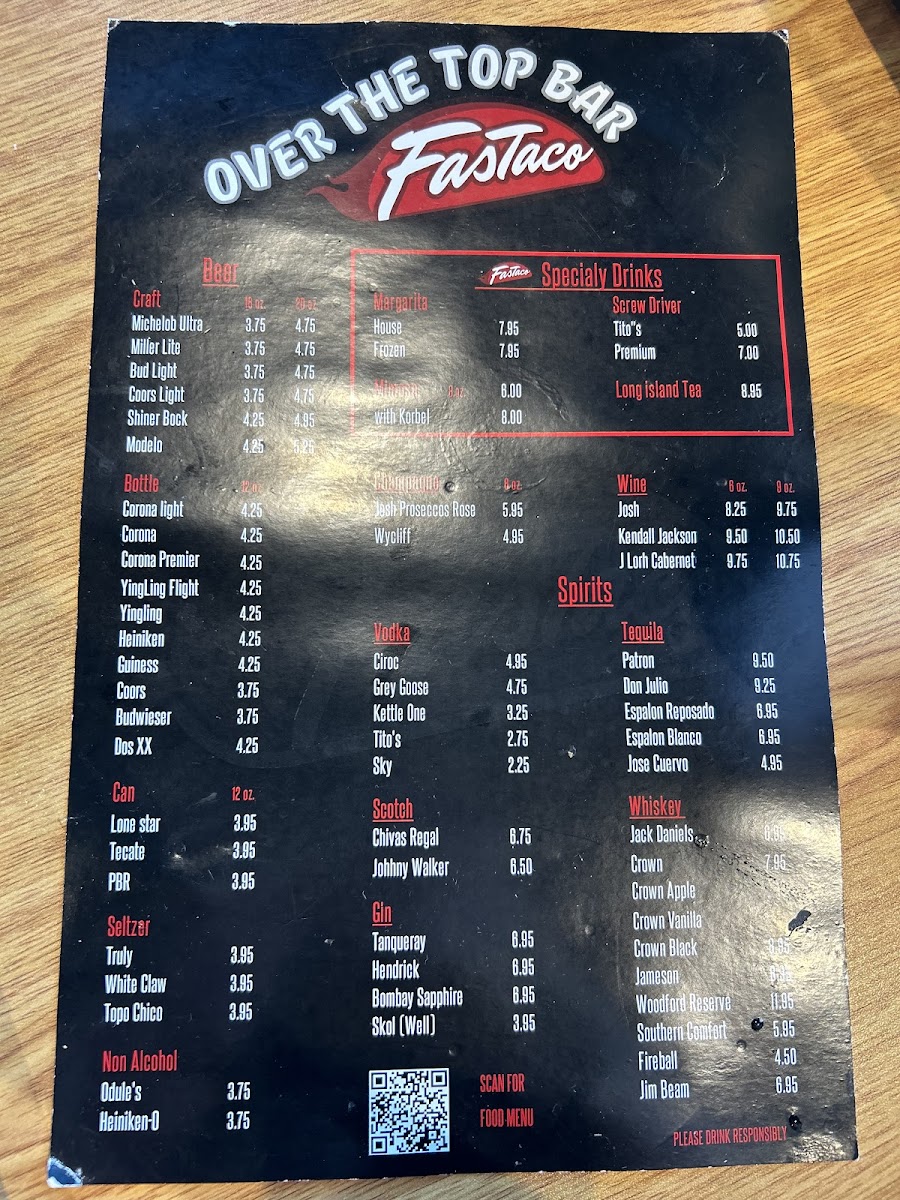 OVER THE TOP BAR
FasTaco
Beer
Craft 20 oz.
Michelob Ultra 3.75 4.75
Miller Lite 3.75 4.75
Bud Light 3.75 4.75
Coors Light 3.75 4.75
Shiner Bock 4.25 4.95
Modelo 4.25 5.25
FasTaco Specialy Drinks
Margarita
House 7.95
Frozen 7.95
Mimosa 8 oz. 6.00
with Korbel 8.00
Screw Driver
Tito"s 5.00
Premium 7.00
Long island Tea 8.95
Bottle 12 oz.
Corona light 4.25
Corona 4.25
Corona Premier 4.25
YingLing Flight 4.25
Yingling 4.25
Heiniken 4.25
Guiness 4.25
Coors 3.75
Budwieser 3.75
Dos XX 4.25
Can 12 oz.
Lone star 3.95
Tecate 3.95
PBR 3.95
Seltzer
Truly 3.95
White Claw 3.95
Topo Chico 3.95
Non Alcohol
Odule's 3.75
Heiniken-0 3.75
Champagne
Josh Proseccos Rose 5.95
Wycliff 4.95
Wine 6 oz. 9 oz.
Josh 8.25 9.75
Kendall Jackson 9.50 10.50
J Lorh Cabernet 9.75 10.75
Spirits
Vodka
Ciroc 4.95
Grey Goose 4.75
Kettle One 3.25
Tito's 2.75
Sky 2.25
Scotch
Chivas Regal 6.75
Johhny Walker 6.50
Gin
Tanqueray 6.95
Hendrick 6.95
Bombay Sapphire 6.95
Skol (Well) 3.95
Tequila
Patron 9.50
Don Julio 9.25
Espalon Reposado 6.95
Espalon Blanco 6.95
Jose Cuervo 4.95
Whiskey
Jack Daniels
Crown 7.95
Crown Apple
Crown Vanilla
Crown Black
Jameson
Woodford Reserve 11.95
Southern Comfort 5.95
Fireball 4.50
Jim Beam 6.95
SCAN FOR
FOOD MENU
PLEASE DRINK RESPONSIBLY